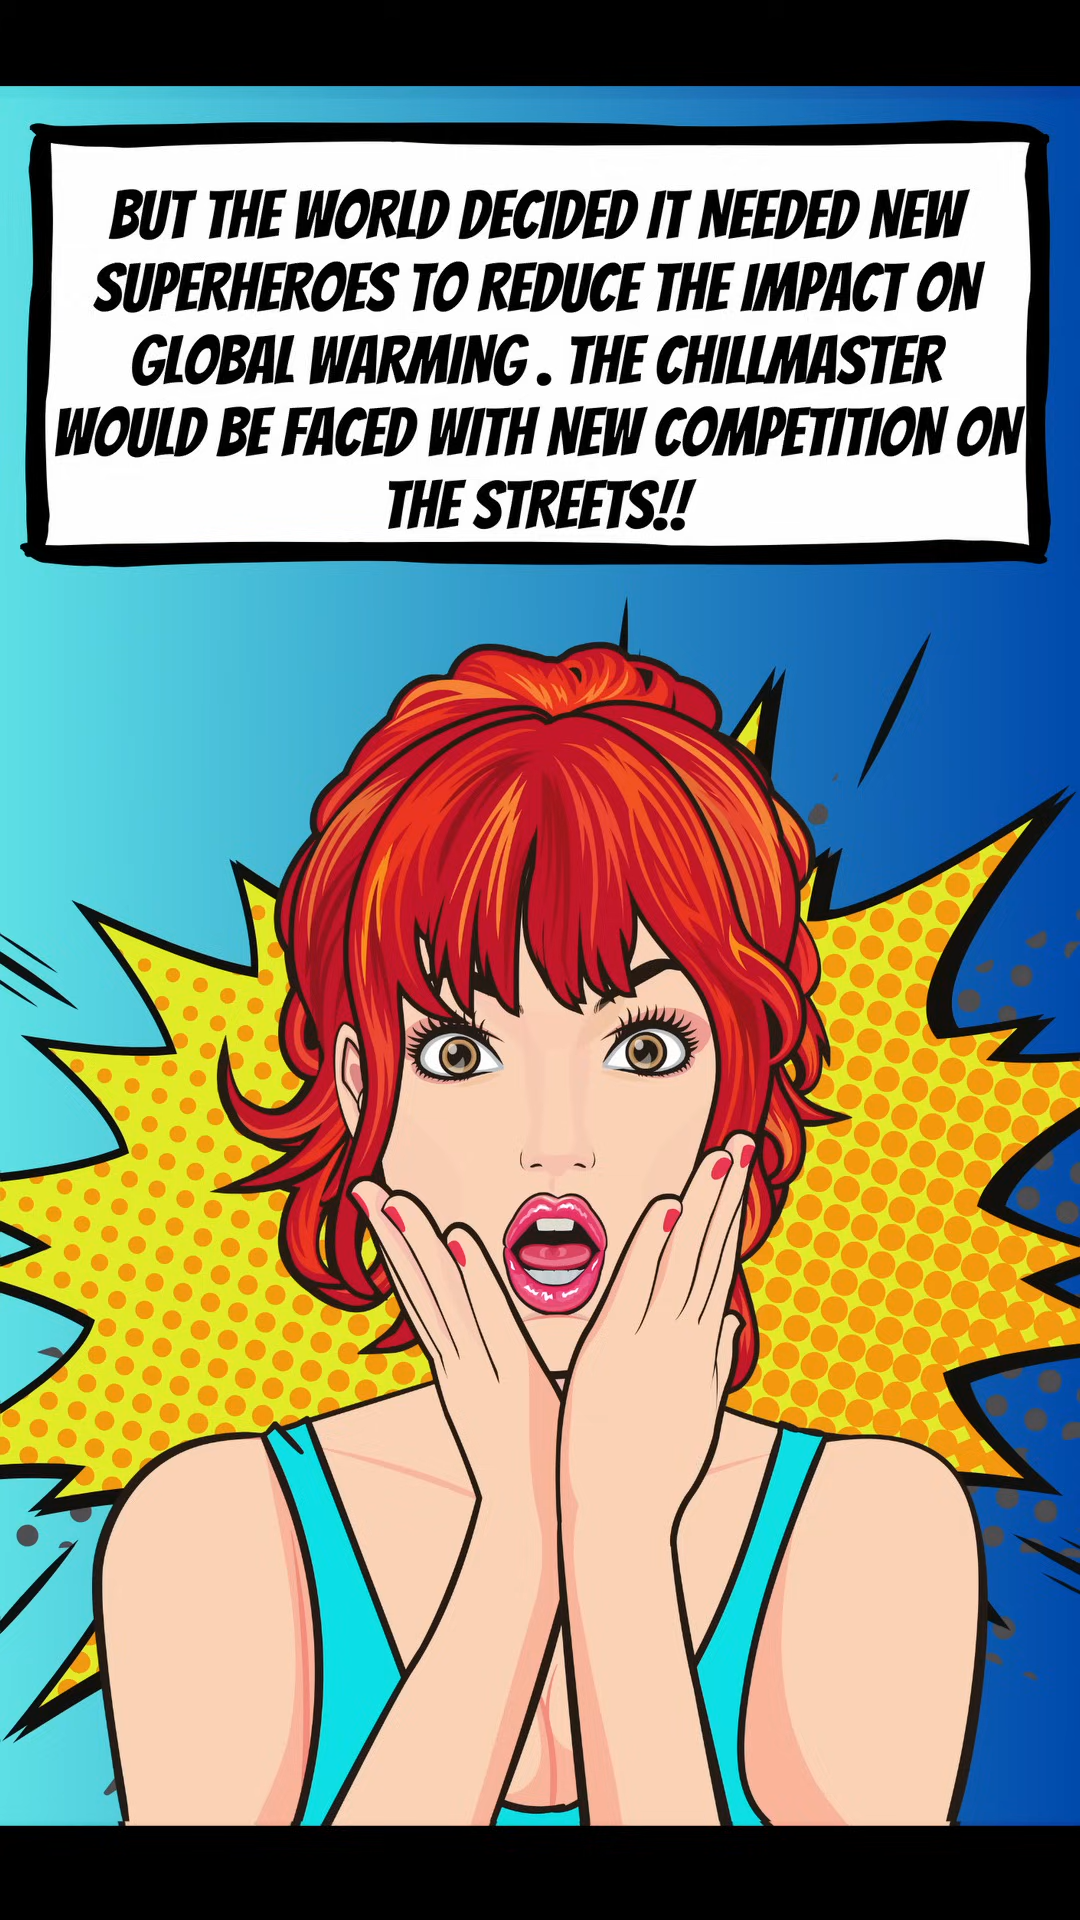 BUT THE WORLD DECIDED IT NEEDED NEW
SUPERHEROES TO REDUCE THE IMPACT ON
GLOBAL WARMING . THE CHILLMASTER
WOULD BE FACED WITH NEW COMPETITION ON
THE STREETS!!